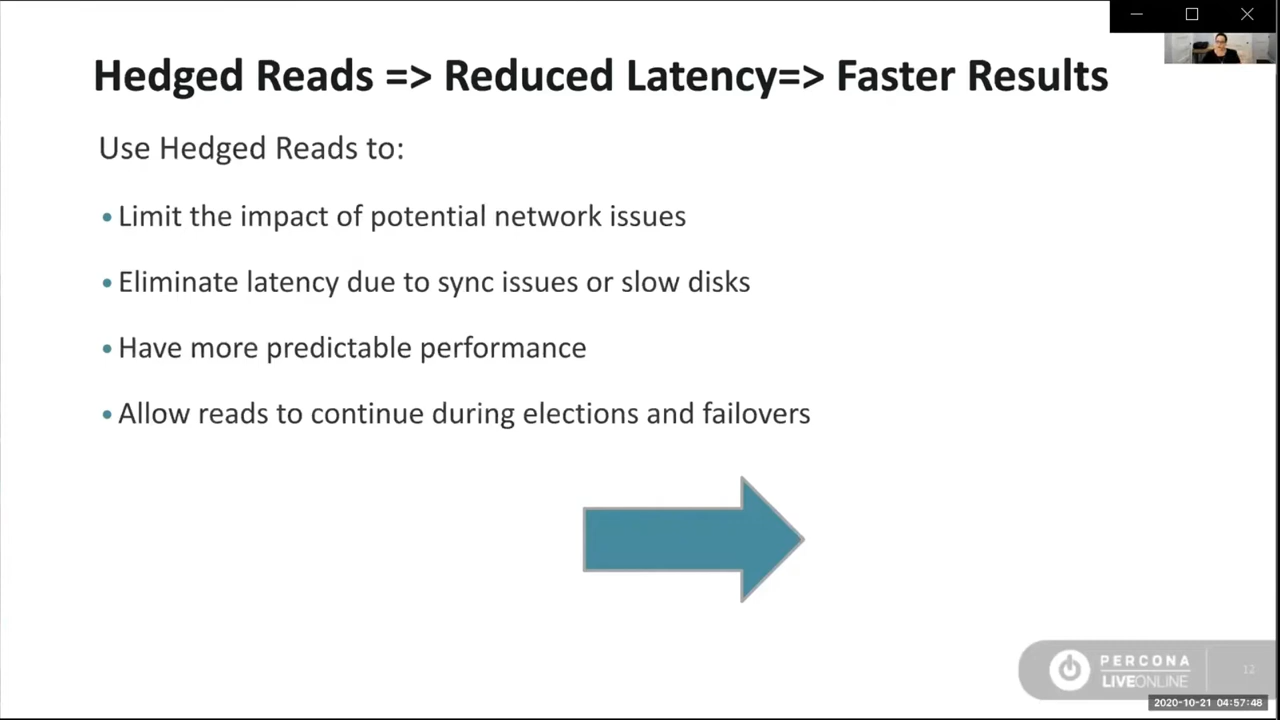 Hedged Reads => Reduced Latency=> Faster Results
Use Hedged Reads to:
• Limit the impact of potential network issues
• Eliminate latency due to sync issues or slow disks
• Have more predictable performance
• Allow reads to continue during elections and failovers
PERCONA
LIVEONLINE
12
2020-10-21 04:57:48